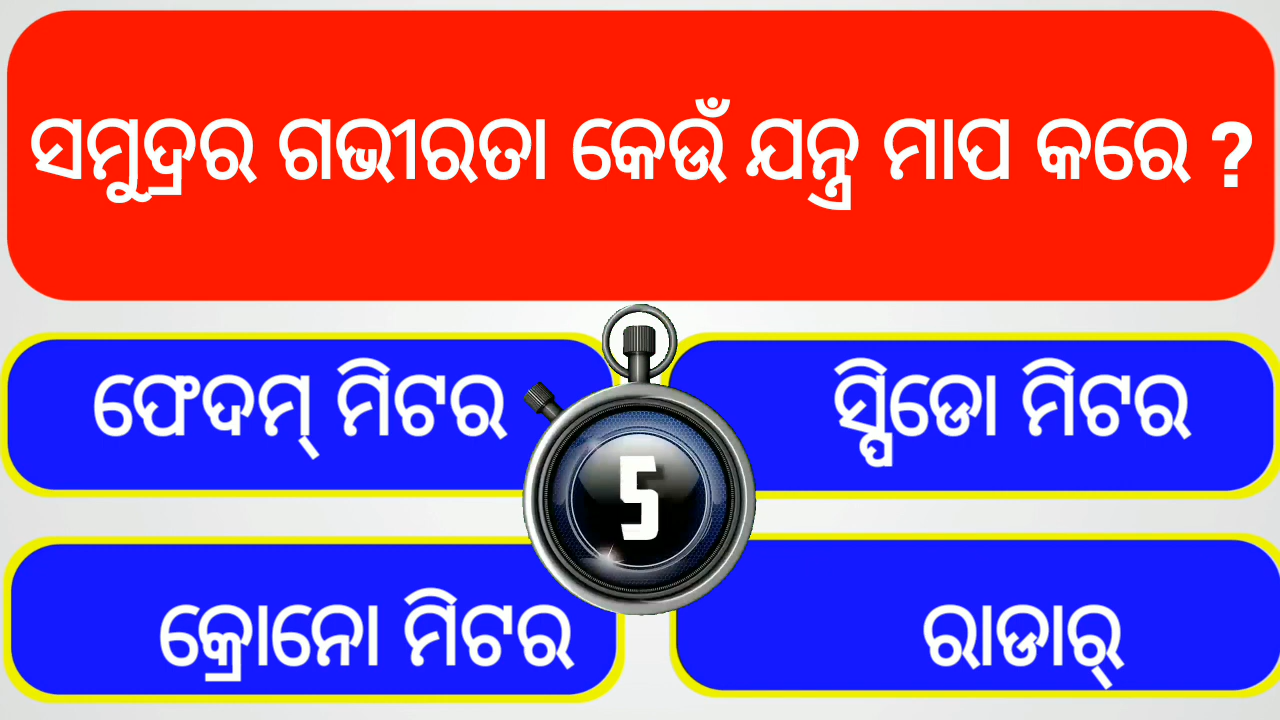 ସମୁଦ୍ରର ଗଭୀରତା କେଉଁ ଯନ୍ତ୍ର ମାପ କରେ ?
ଫେଦମ୍ ମିଟର
ସ୍ପିଡୋ ମିଟର
5
କ୍ରୋନୋ ମିଟର
ରାଡାର୍